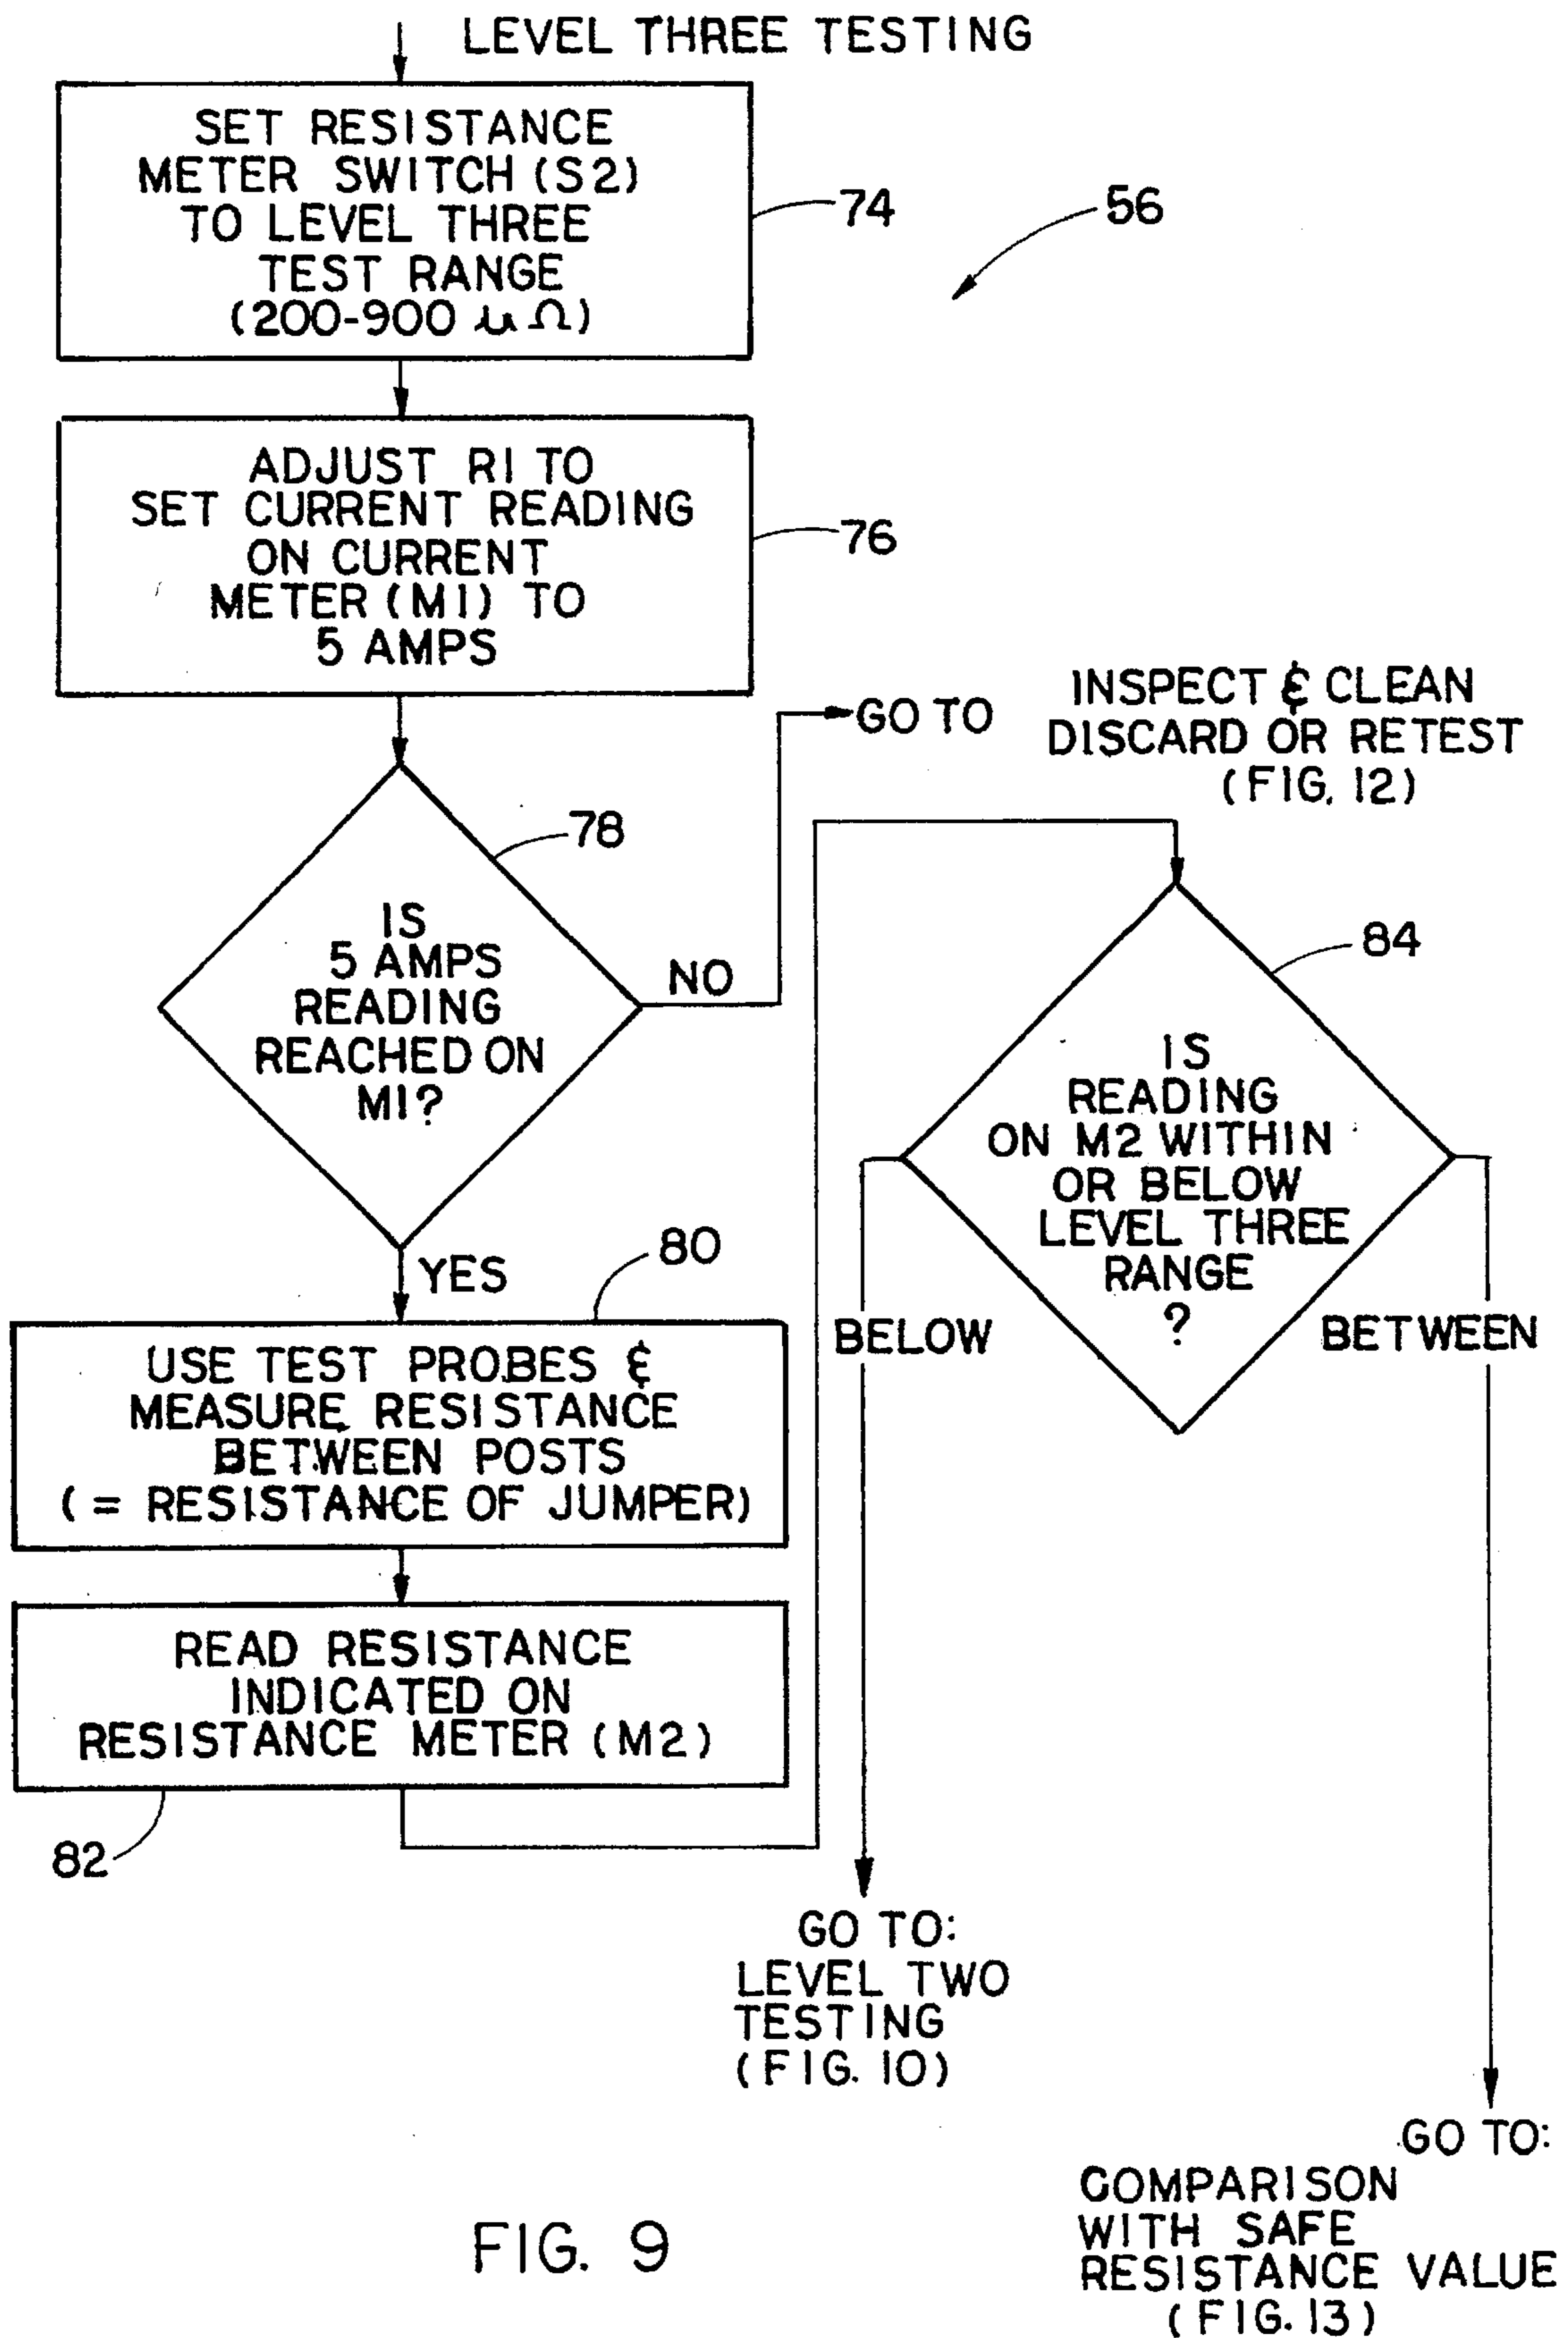 LEVEL THREE TESTING
SET RESISTANCE
METER SWITCH (S2)
TO LEVEL THREE
TEST RANGE
(200-900 µΩ)
74
56
ADJUST R1 TO
SET CURRENT READING
ON CURRENT
METER (M1) TO
5 AMPS
76
GO TO
INSPECT & CLEAN
DISCARD OR RETEST
(FIG. 12)
78
IS
5 AMPS
READING
REACHED ON
M1?
NO
YES
80
USE TEST PROBES &
MEASURE RESISTANCE
BETWEEN POSTS
(= RESISTANCE OF JUMPER)
READ RESISTANCE
INDICATED ON
RESISTANCE METER (M2)
82
84
IS
READING
ON M2 WITHIN
OR BELOW
LEVEL THREE
RANGE
?
BELOW
BETWEEN
GO TO:
LEVEL TWO
TESTING
(FIG. 10)
GO TO:
COMPARISON
WITH SAFE
RESISTANCE VALUE
(FIG. 13)
FIG. 9